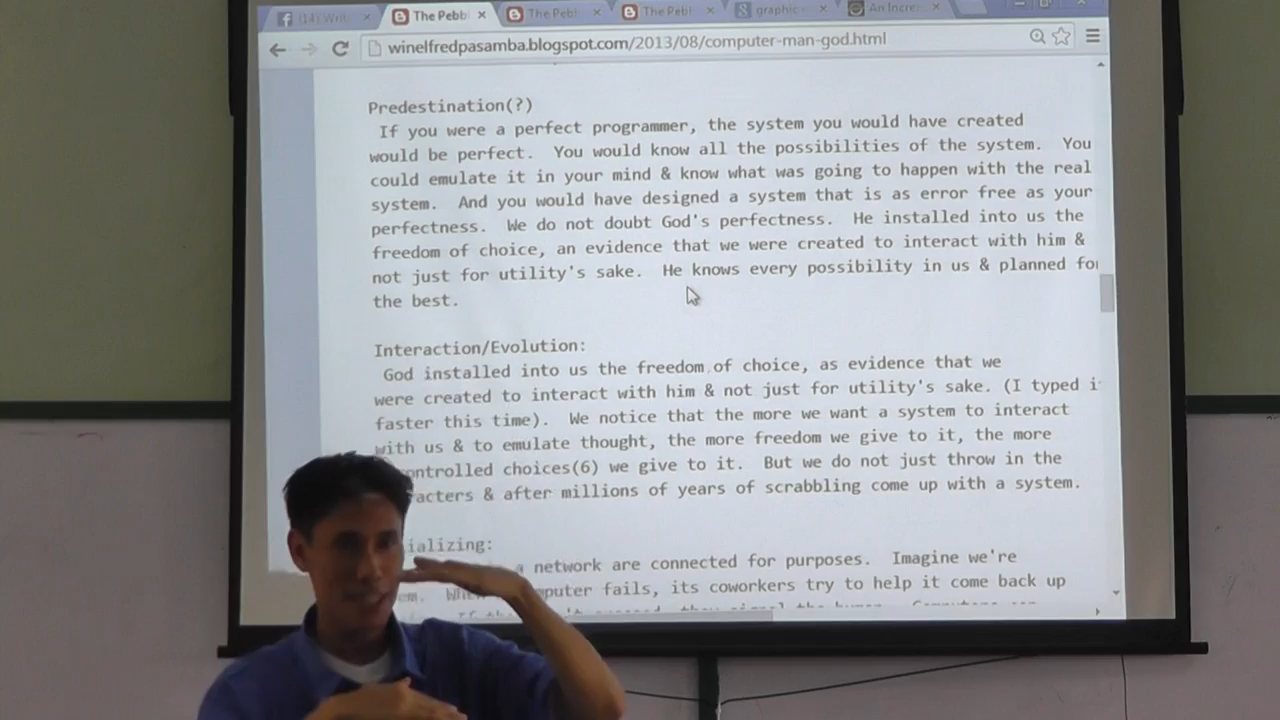 (14) Writ
The Pebb
The Pebl
The Pebl
graphic
An Incre
winelfredpasamba.blogspot.com/2013/08/computer-man-god.html
Predestination(?)
If you were a perfect programmer, the system you would have created
would be perfect. You would know all the possibilities of the system. You
could emulate it in your mind & know what was going to happen with the real
system. And you would have designed a system that is as error free as your
perfectness. We do not doubt God's perfectness. He installed into us the
freedom of choice, an evidence that we were created to interact with him &
not just for utility's sake. He knows every possibility in us & planned for
the best.
Interaction/Evolution:
God installed into us the freedom of choice, as evidence that we
were created to interact with him & not just for utility's sake. (I typed i
faster this time). We notice that the more we want a system to interact
with us & to emulate thought, the more freedom we give to it, the more
ontrolled choices(6) we give to it. But we do not just throw in the
racters & after millions of years of scrabbling come up with a system.
ializing:
a network are connected for purposes. Imagine we're
em. puter fails, its coworkers try to help it come back up